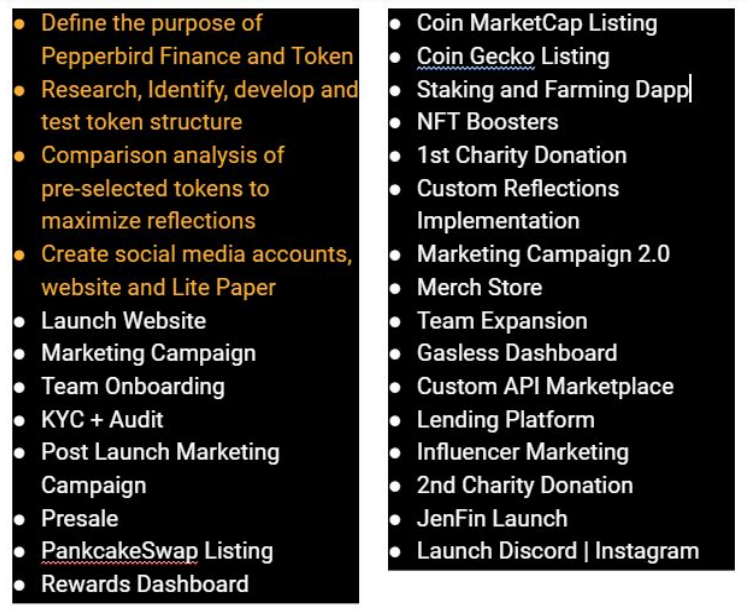 ● Define the purpose of
Pepperbird Finance and Token
● Research, Identify, develop and
test token structure
● Comparison analysis of
pre-selected tokens to
maximize reflections
● Create social media accounts,
website and Lite Paper
● Launch Website
● Marketing Campaign
● Team Onboarding
● KYC + Audit
● Post Launch Marketing
Campaign
● Presale
● PankcakeSwap Listing
● Rewards Dashboard
● Coin MarketCap Listing
● Coin Gecko Listing
● Staking and Farming Dapp
● NFT Boosters
● 1st Charity Donation
● Custom Reflections
Implementation
● Marketing Campaign 2.0
● Merch Store
● Team Expansion
● Gasless Dashboard
● Custom API Marketplace
● Lending Platform
● Influencer Marketing
● 2nd Charity Donation
● JenFin Launch
● Launch Discord | Instagram